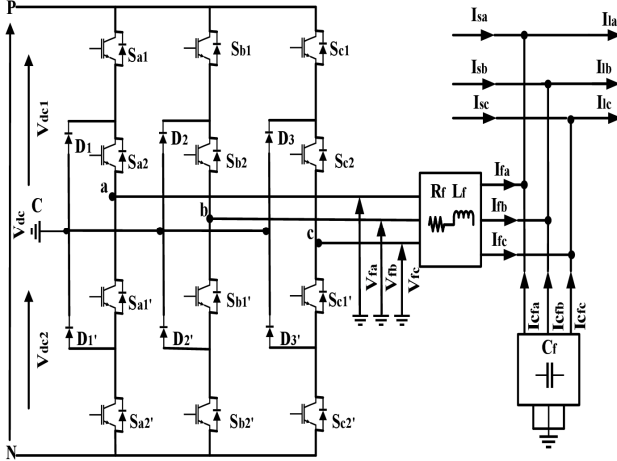 P
Sa1
Sb1
Sc1
Isa
Ila
Isb
Ilb
Isc
Ilc
Vdc1
D1
D2
D3
Sa2
Sb2
Sc2
a
b
c
Rf Lf
Ifa
Ifb
Ifc
C
Vdc
Vfa
Vfb
Vfc
Sa1'
Sb1'
Sc1'
Icfa
Icfb
Icfc
Vdc2
D1'
D2'
D3'
Cf
Sa2'
Sb2'
Sc2'
N